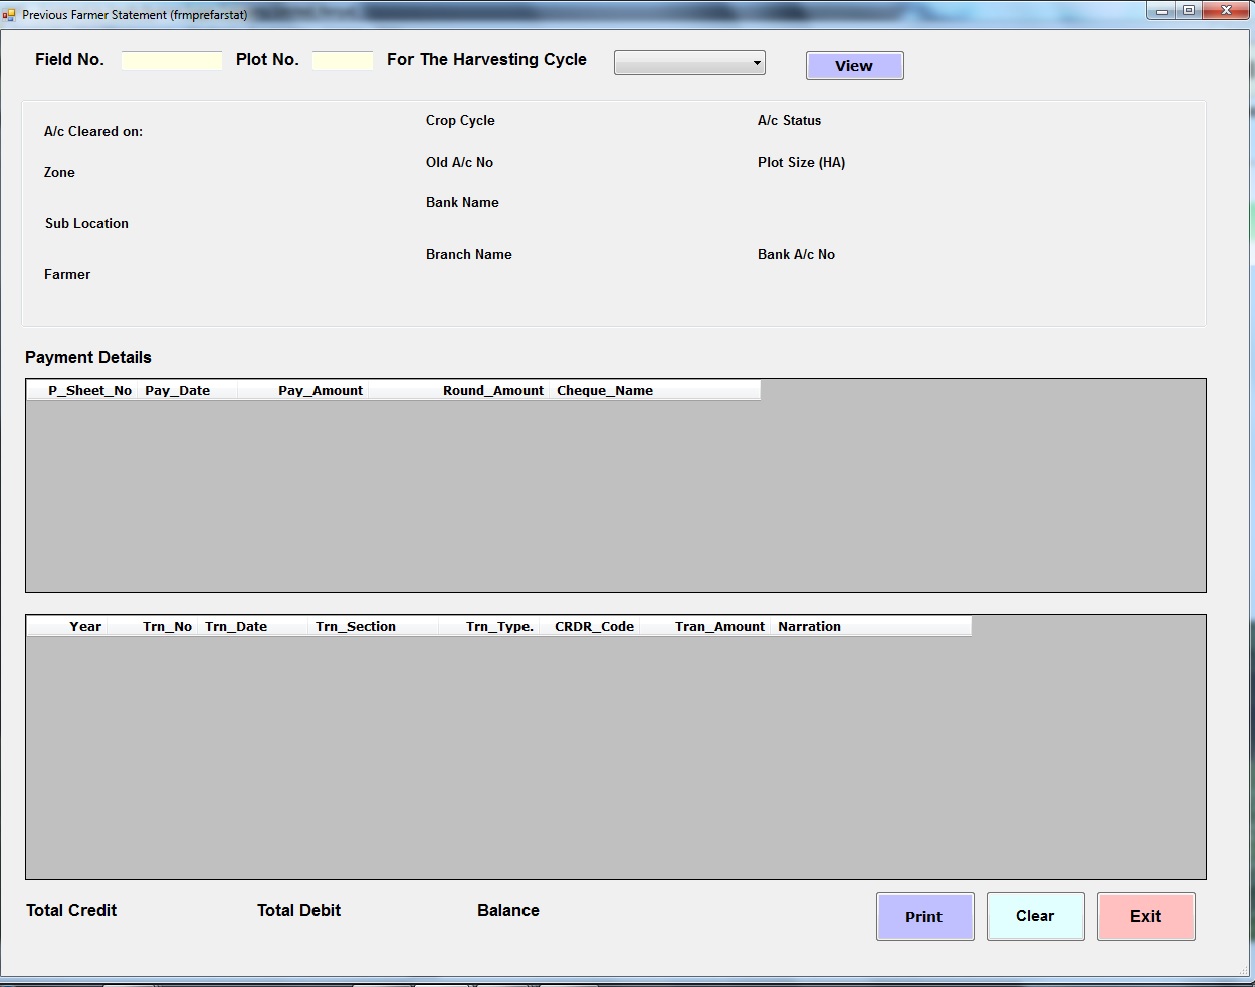 Previous Farmer Statement (frmprefarstat)
Field No. Plot No. For The Harvesting Cycle View
A/c Cleared on: Crop Cycle A/c Status
Zone Old A/c No Plot Size (HA)
Bank Name
Sub Location
Branch Name Bank A/c No
Farmer
Payment Details
P_Sheet_No Pay_Date Pay_Amount Round_Amount Cheque_Name
Year Trn_No Trn_Date Trn_Section Trn_Type. CRDR_Code Tran_Amount Narration
Total Credit Total Debit Balance Print Clear Exit